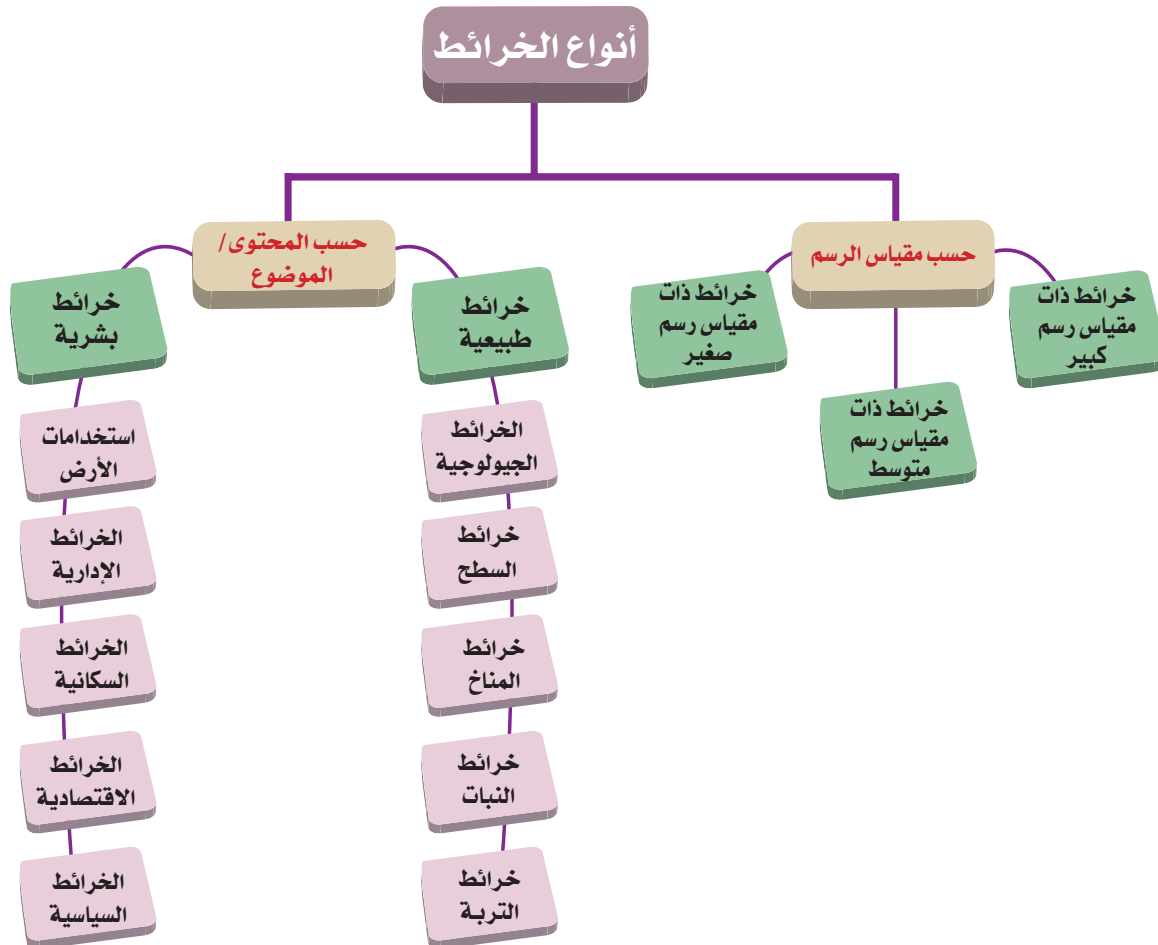 أنواع الخرائط
حسب مقياس الرسم
خرائط ذات
مقياس رسم
كبير
خرائط ذات
مقياس رسم
متوسط
خرائط ذات
مقياس رسم
صغير
حسب المحتوى/
الموضوع
خرائط
طبيعية
الخرائط
الجيولوجية
خرائط
السطح
خرائط
المناخ
خرائط
النبات
خرائط
التربة
خرائط
بشرية
استخدامات
الأرض
الخرائط
الإدارية
الخرائط
السكانية
الخرائط
الاقتصادية
الخرائط
السياسية